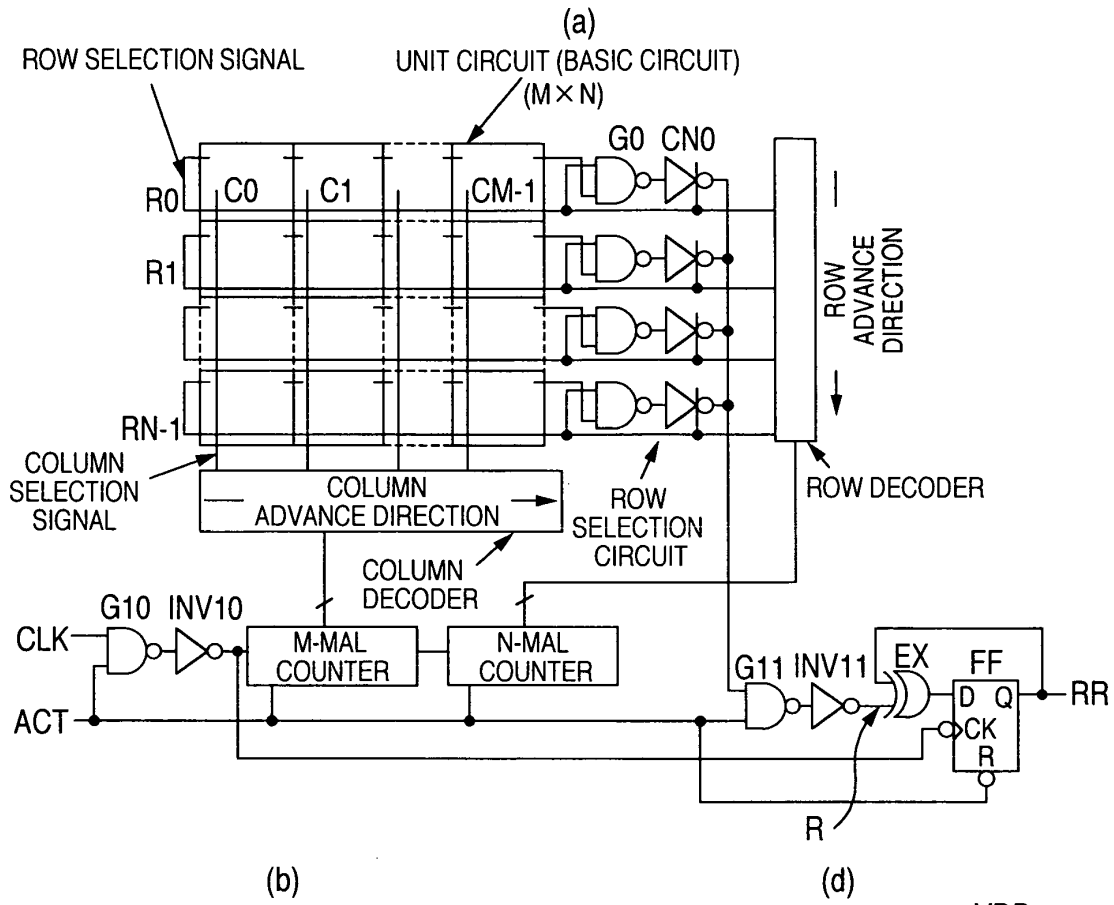 (a)
ROW SELECTION SIGNAL
UNIT CIRCUIT (BASIC CIRCUIT)
(M×N)
G0 CN0
R0
C0
C1
CM-1
R1
RN-1
ROW
ADVANCE
DIRECTION
COLUMN
SELECTION
SIGNAL
COLUMN
ADVANCE DIRECTION
ROW
SELECTION
CIRCUIT
ROW DECODER
COLUMN
DECODER
G10 INV10
CLK
M-MAL
COUNTER
N-MAL
COUNTER
ACT
G11 INV11
EX
FF
D Q
CK
R
RR
R
(b)
(d)